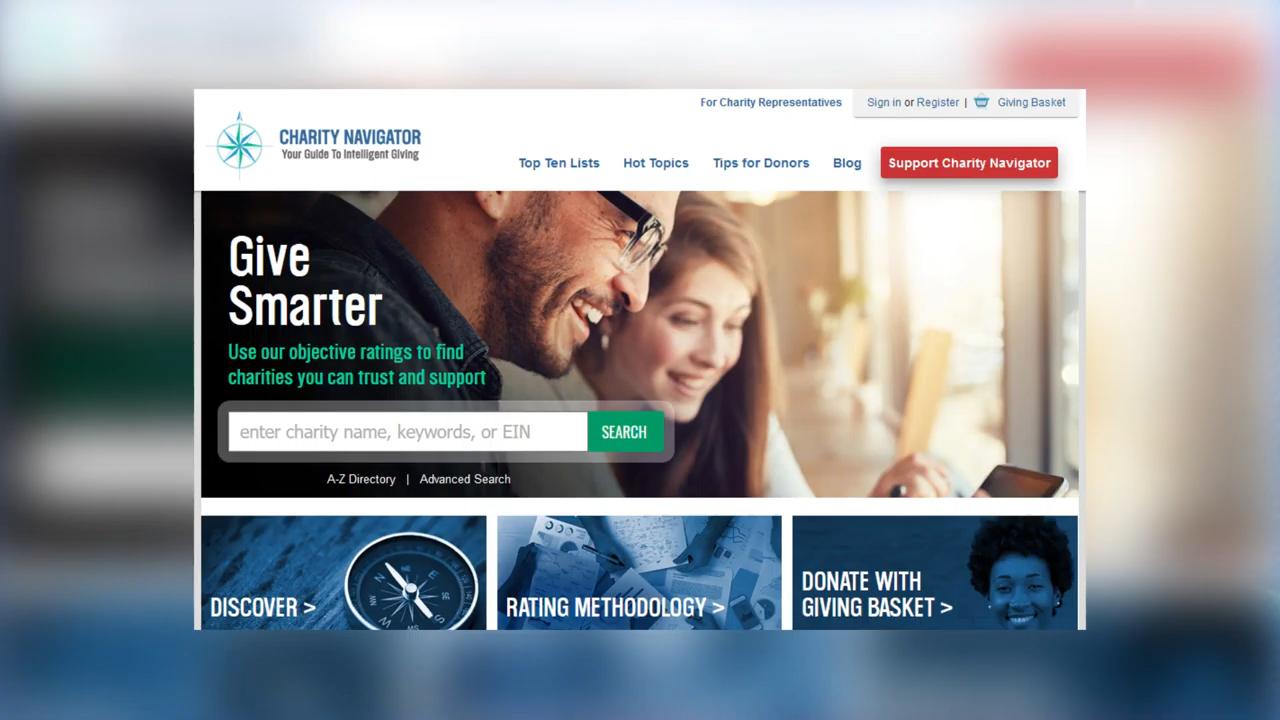 For Charity Representatives
Sign in or Register | Giving Basket
CHARITY NAVIGATOR
Your Guide To Intelligent Giving
Top Ten Lists Hot Topics Tips for Donors Blog Support Charity Navigator
Give
Smarter
Use our objective ratings to find
charities you can trust and support
enter charity name, keywords, or EIN SEARCH
A-Z Directory | Advanced Search
DISCOVER >
N E SE S SW W NW
RATING METHODOLOGY >
DONATE WITH
GIVING BASKET >